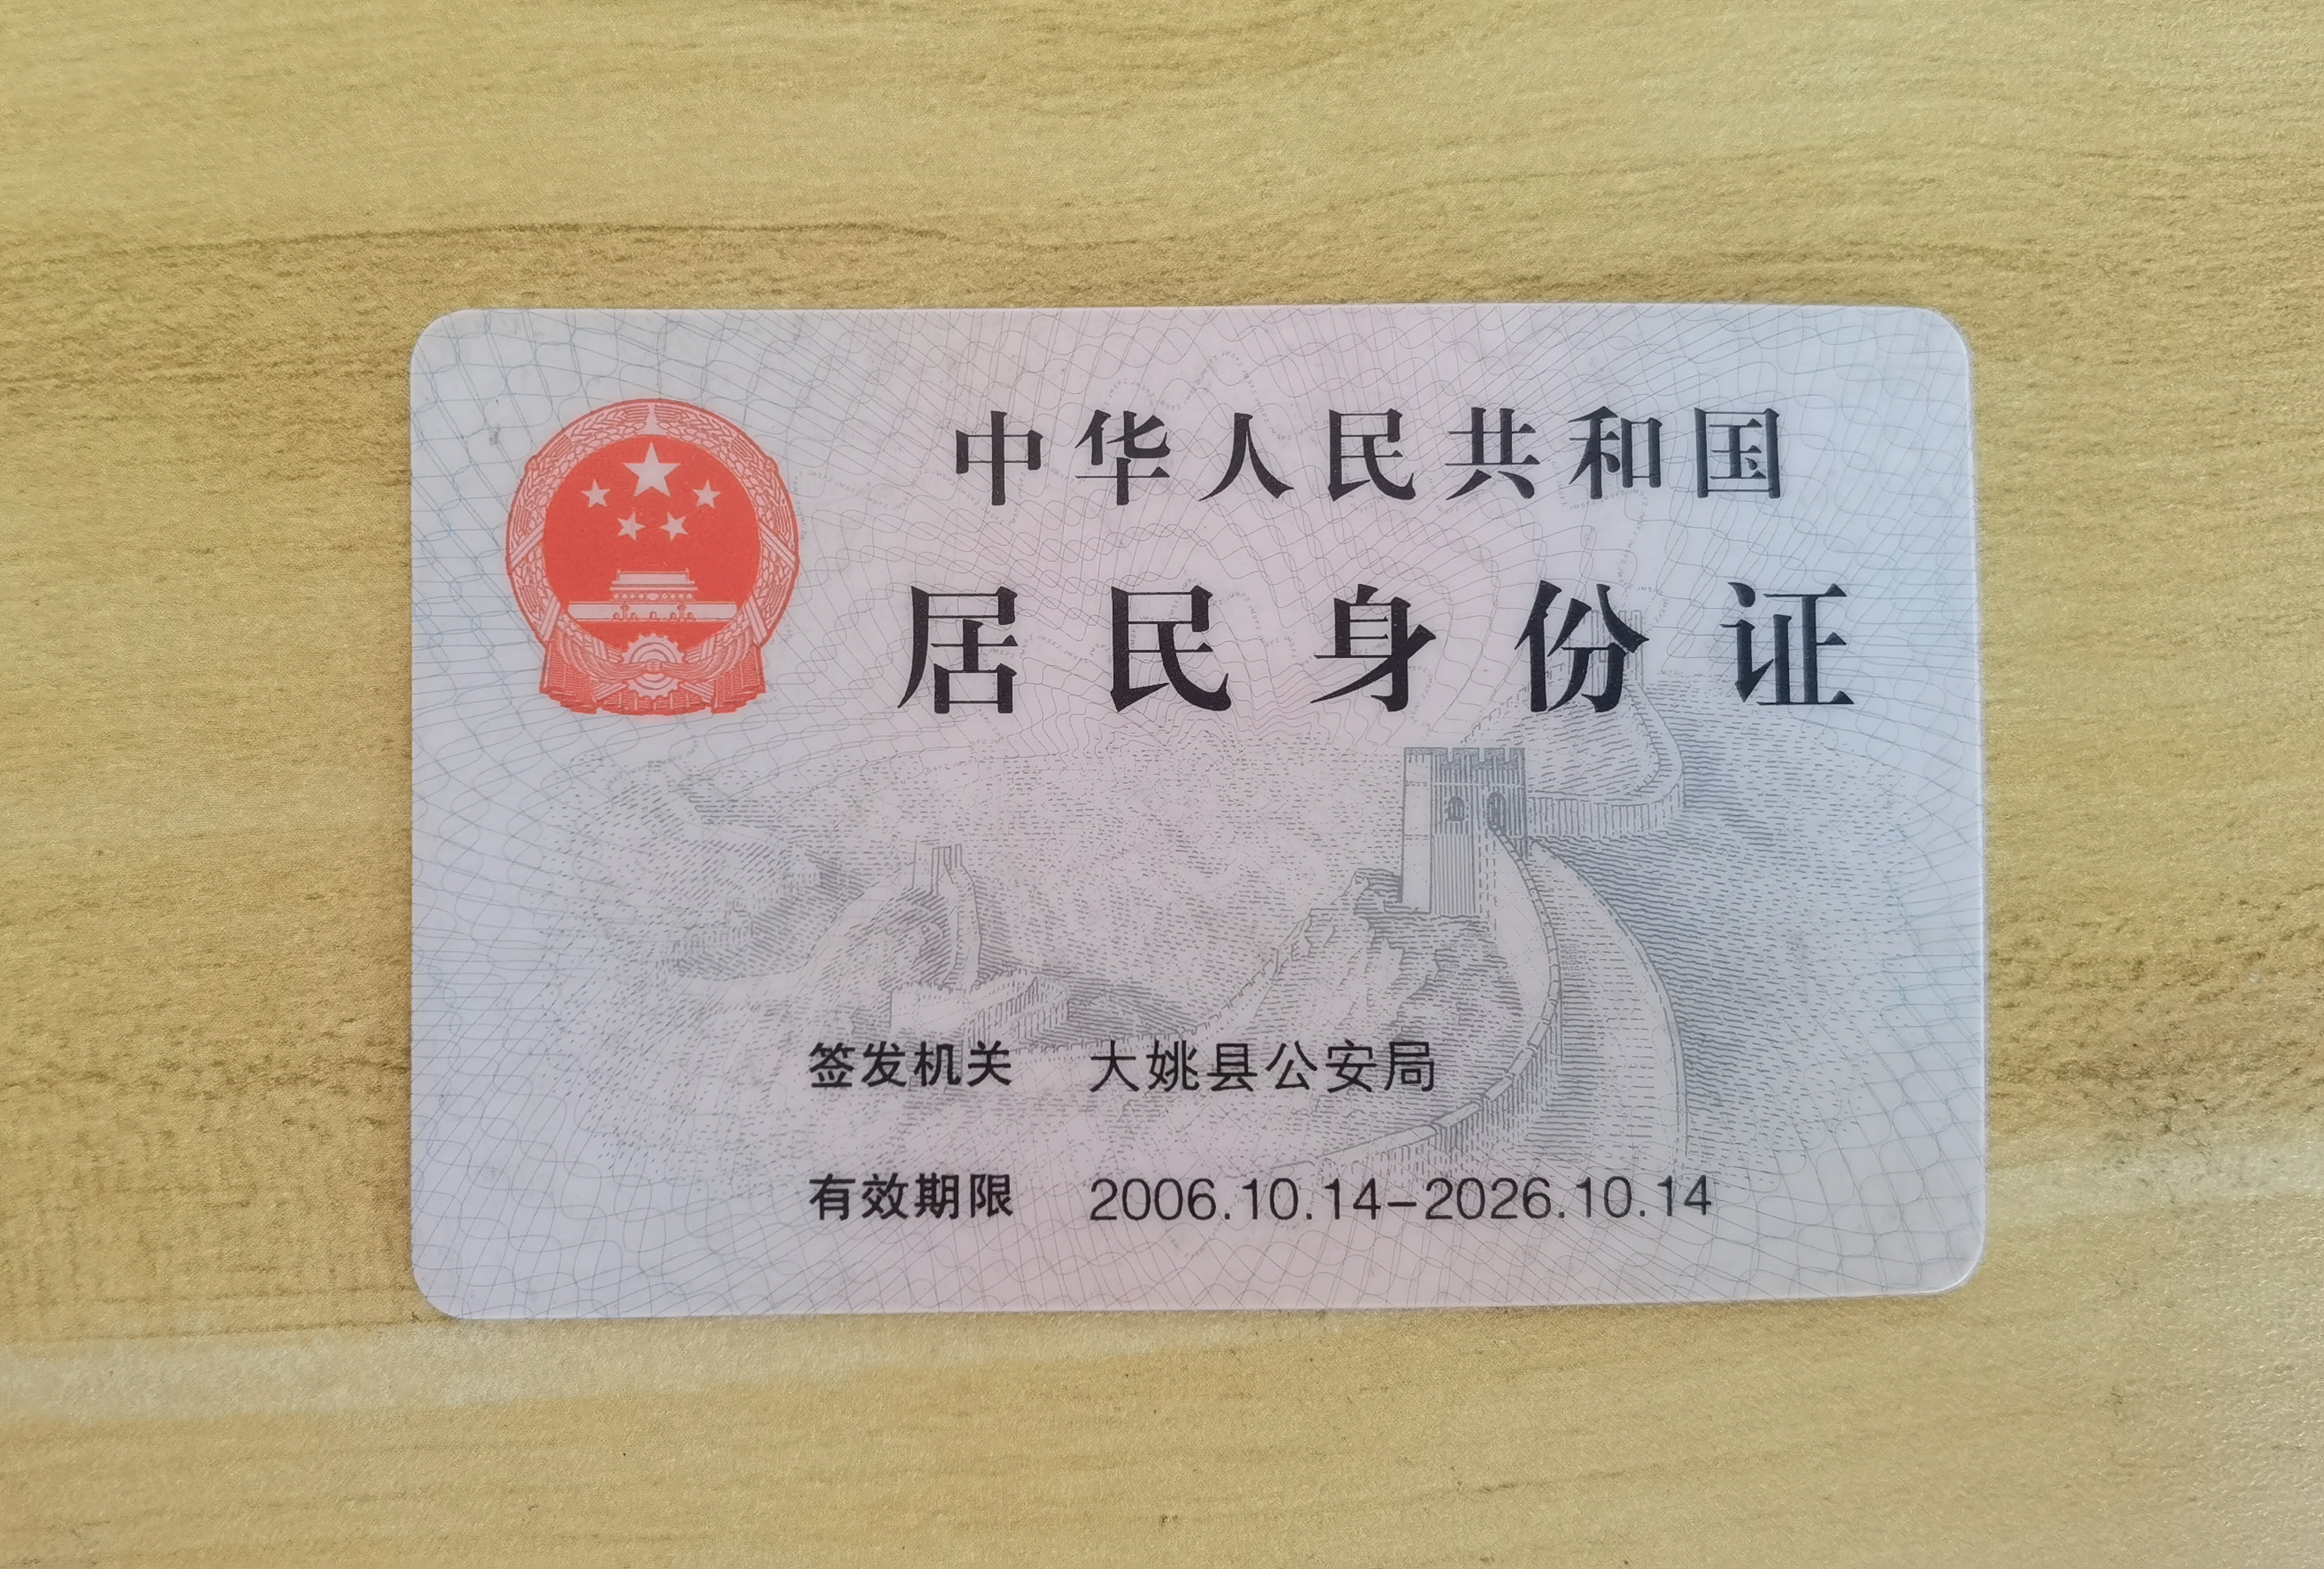 中华人民共和国
居民身份证
签发机关 大姚县公安局
有效期限 2006.10.14-2026.10.14